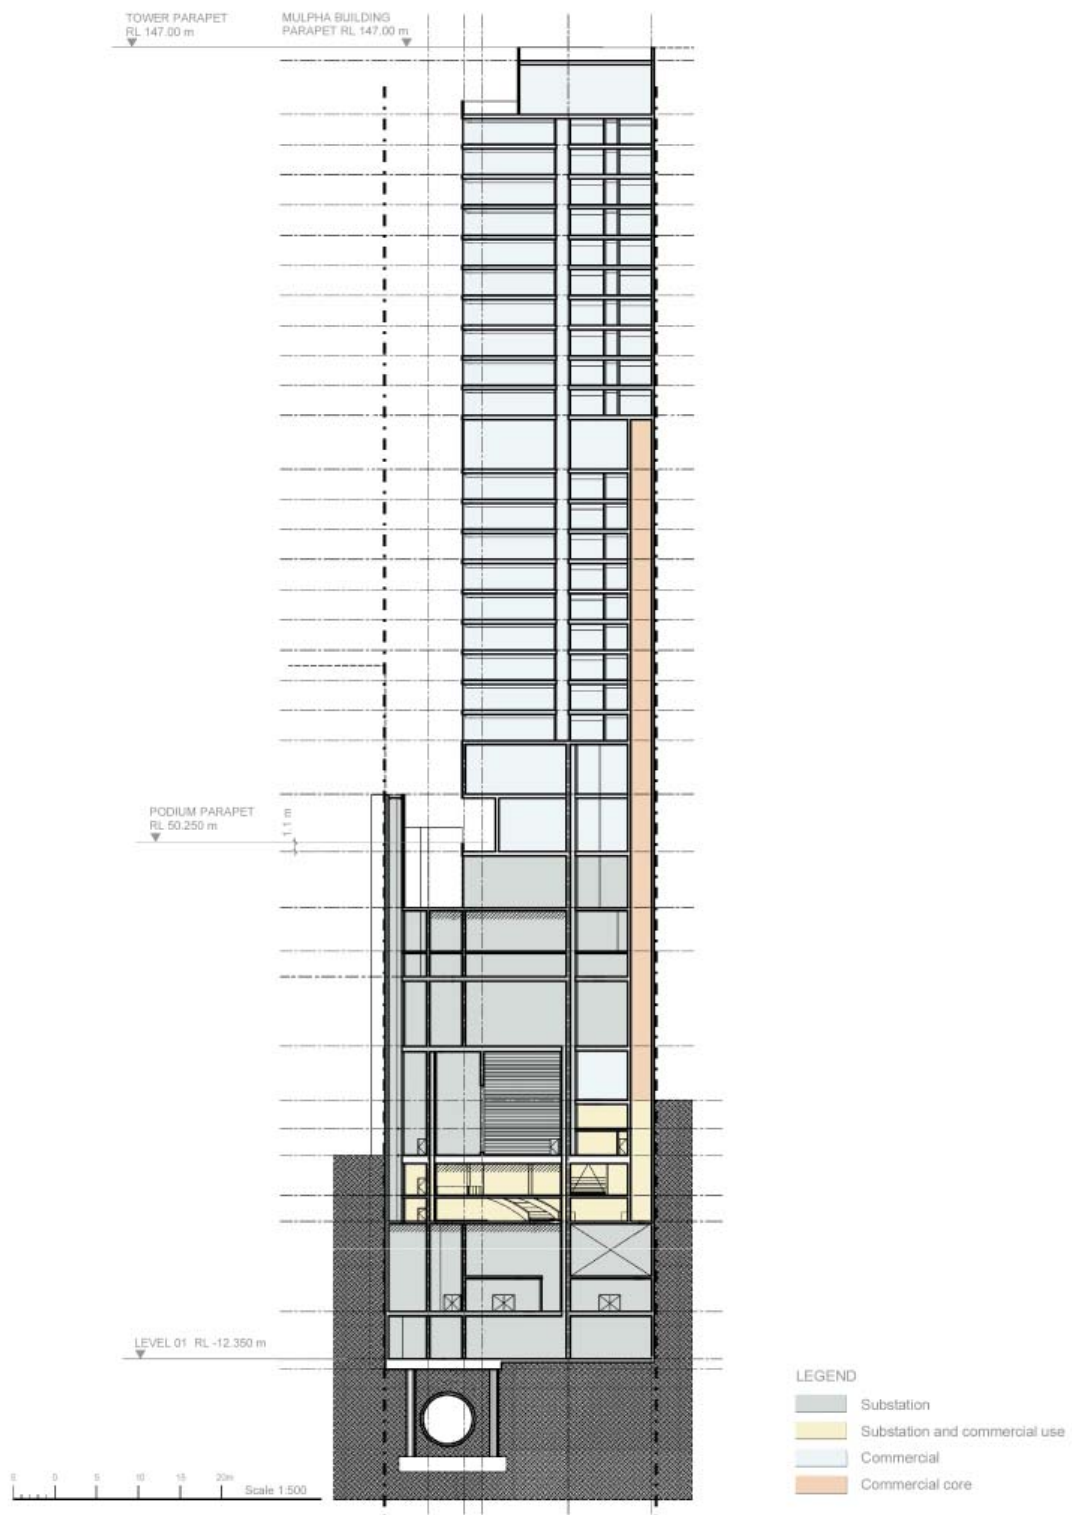 TOWER PARAPET
RL 147.00 m
MULPHA BUILDING
PARAPET RL 147.00 m
PODIUM PARAPET
RL 50.250 m
1.1 m
LEVEL 01 RL -12.350 m
LEGEND
Substation
Substation and commercial use
Commercial
Commercial core
0 5 10 15 20m
Scale 1:500